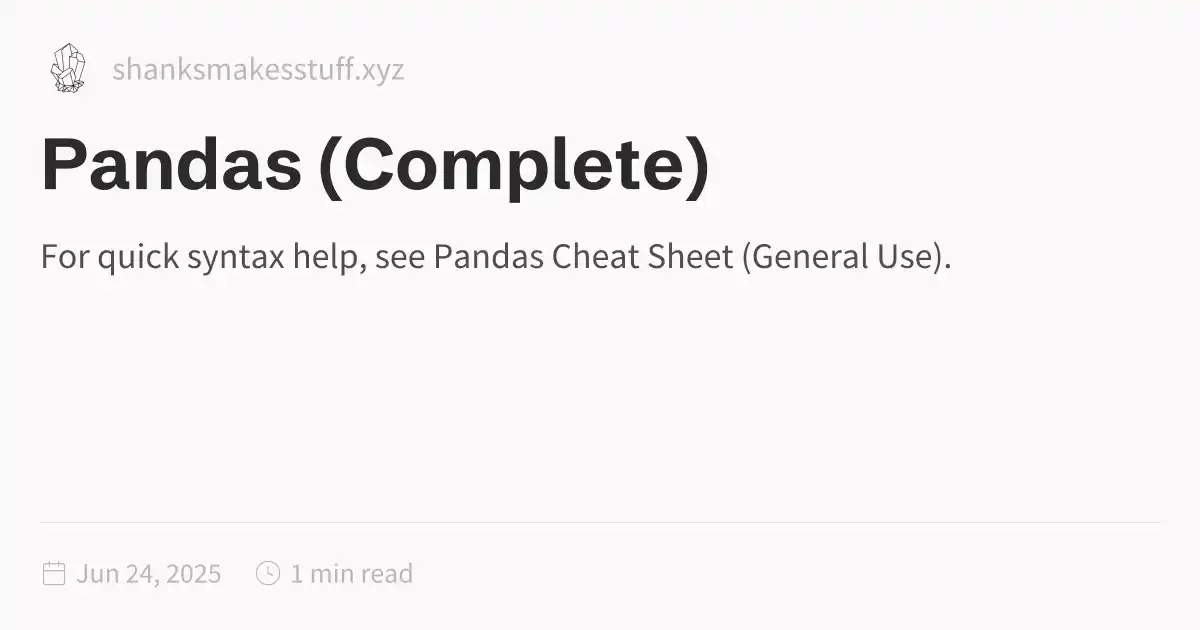 shanksmakesstuff.xyz
Pandas (Complete)
For quick syntax help, see Pandas Cheat Sheet (General Use).
Jun 24, 2025 1 min read